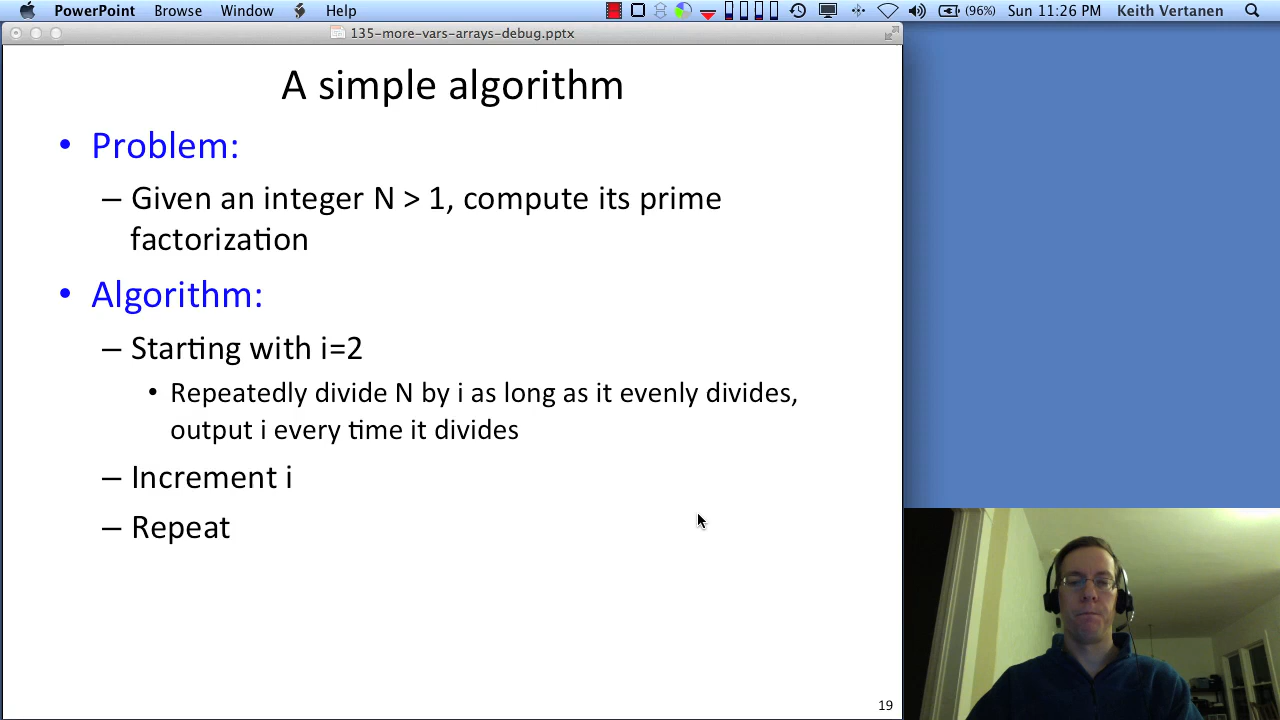 PowerPoint Browse Window Help (96%) Sun 11:26 PM Keith Vertanen
135-more-vars-arrays-debug.pptx
A simple algorithm
• Problem:
– Given an integer N > 1, compute its prime
factorization
• Algorithm:
– Starting with i=2
• Repeatedly divide N by i as long as it evenly divides,
output i every time it divides
– Increment i
– Repeat
19